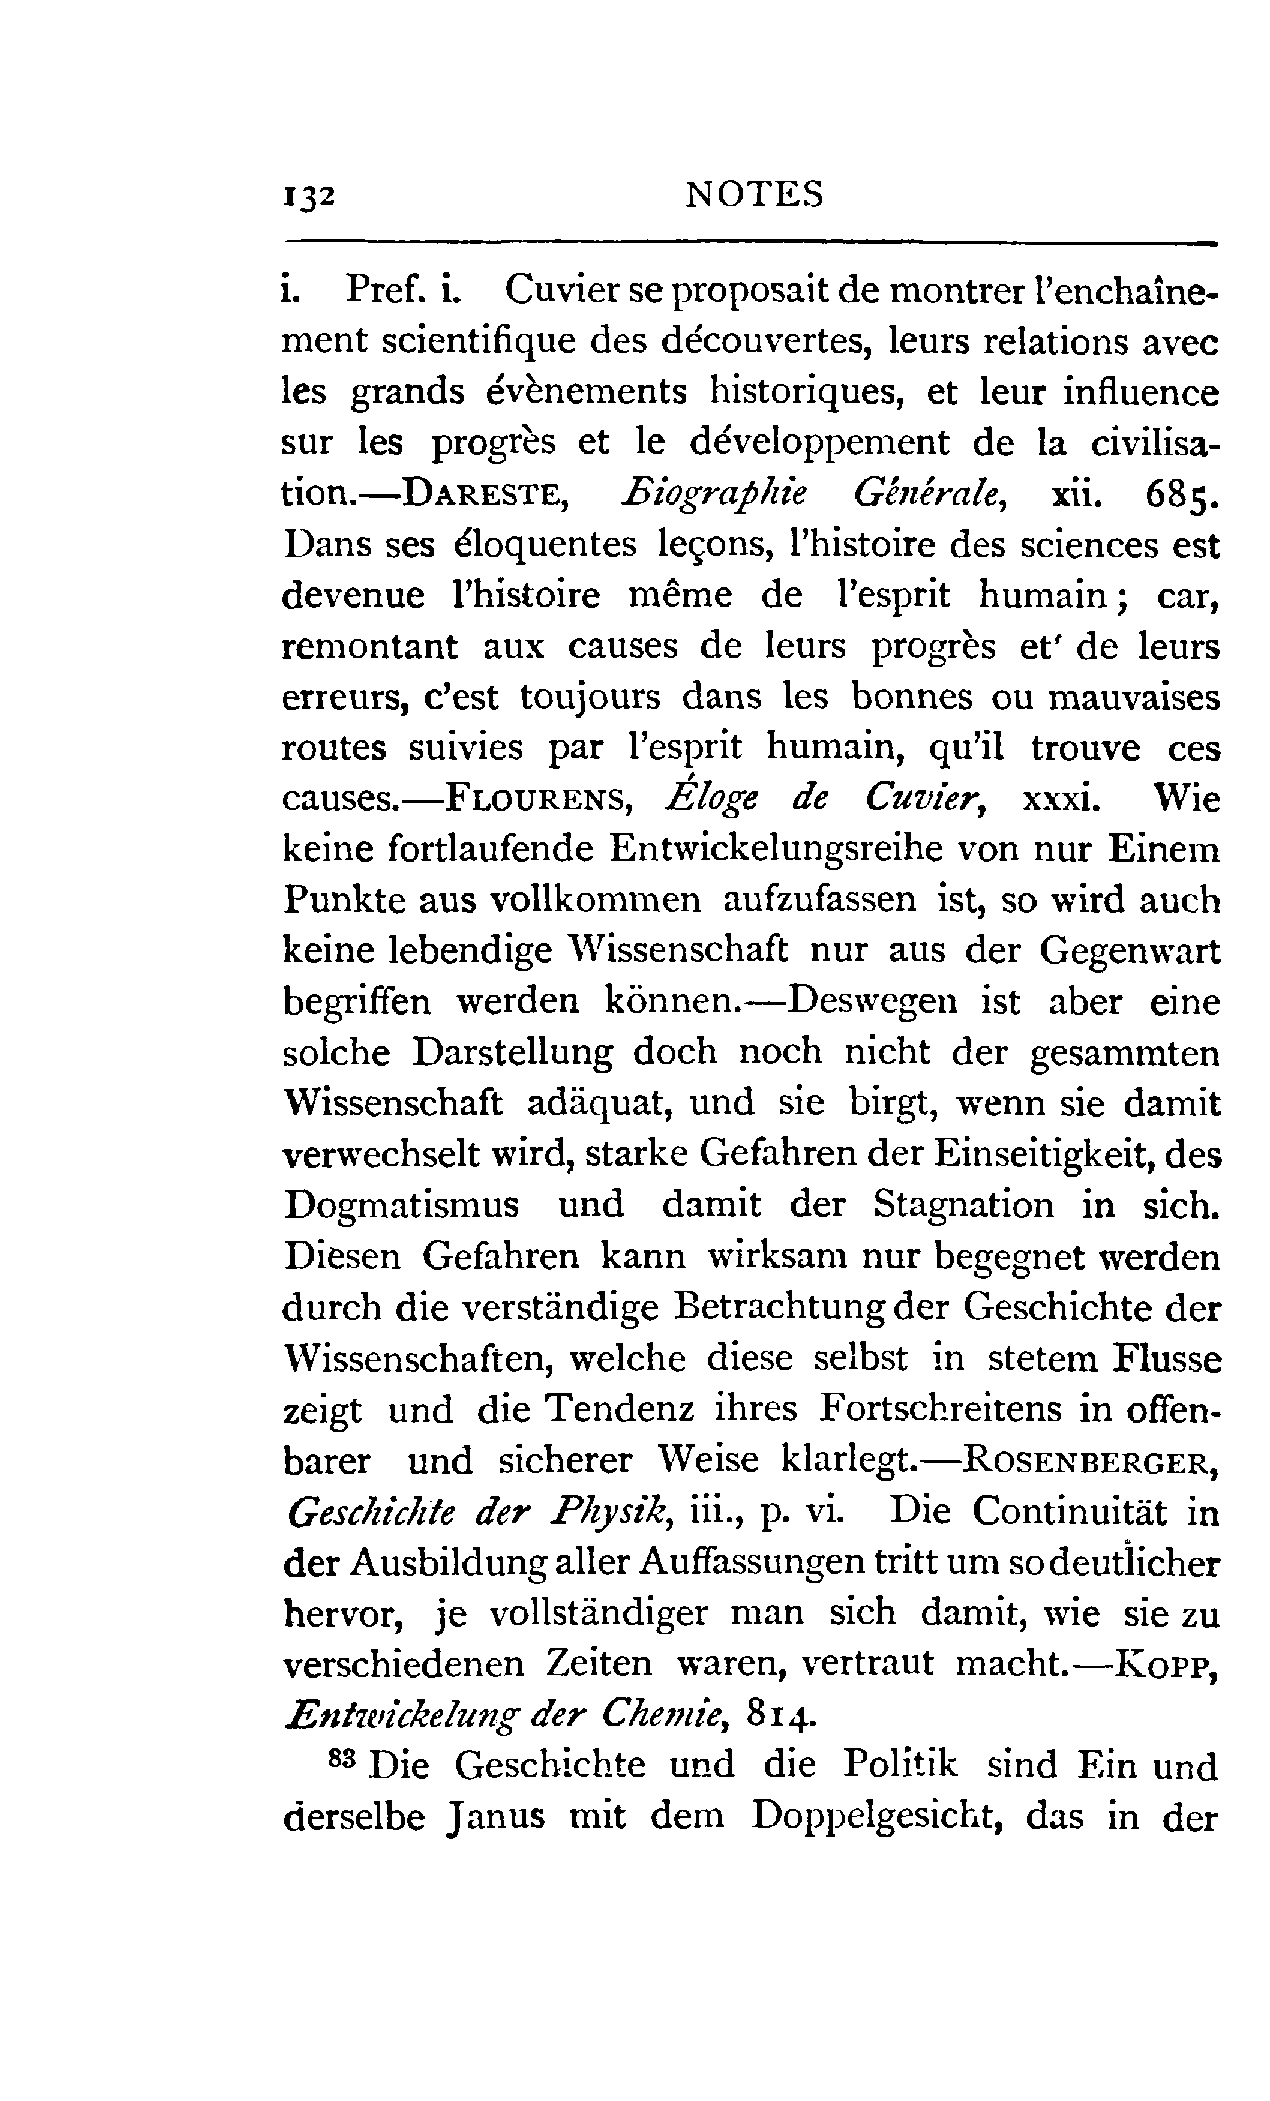 132 NOTES
i. Pref. i. Cuvier se proposait de montrer l'enchaîne-
ment scientifique des découvertes, leurs relations avec
les grands évènements historiques, et leur influence
sur les progrès et le développement de la civilisa-
tion.—DARESTE, Biographie Générale, xii. 685.
Dans ses éloquentes leçons, l'histoire des sciences est
devenue l'histoire même de l'esprit humain ; car,
remontant aux causes de leurs progrès et' de leurs
erreurs, c'est toujours dans les bonnes ou mauvaises
routes suivies par l'esprit humain, qu'il trouve ces
causes.—FLOURENS, Éloge de Cuvier, xxxi. Wie
keine fortlaufende Entwickelungsreihe von nur Einem
Punkte aus vollkommen aufzufassen ist, so wird auch
keine lebendige Wissenschaft nur aus der Gegenwart
begriffen werden können.—Deswegen ist aber eine
solche Darstellung doch noch nicht der gesammten
Wissenschaft adäquat, und sie birgt, wenn sie damit
verwechselt wird, starke Gefahren der Einseitigkeit, des
Dogmatismus und damit der Stagnation in sich.
Diesen Gefahren kann wirksam nur begegnet werden
durch die verständige Betrachtung der Geschichte der
Wissenschaften, welche diese selbst in stetem Flusse
zeigt und die Tendenz ihres Fortschreitens in offen-
barer und sicherer Weise klarlegt.—ROSENBERGER,
Geschichte der Physik, iii., p. vi. Die Continuität in
der Ausbildung aller Auffassungen tritt um so deutlicher
hervor, je vollständiger man sich damit, wie sie zu
verschiedenen Zeiten waren, vertraut macht.—KOPP,
Entwickelung der Chemie, 814.
83 Die Geschichte und die Politik sind Ein und
derselbe Janus mit dem Doppelgesicht, das in der